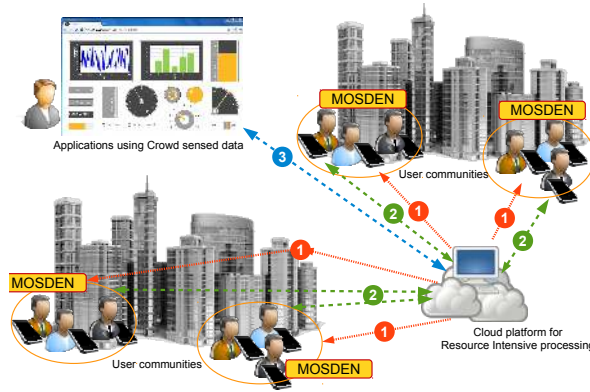 MOSDEN
MOSDEN
Applications using Crowd sensed data
3
User communities
2
1
1
2
1
MOSDEN
2
1
User communities
MOSDEN
Cloud platform for
Resource Intensive processing